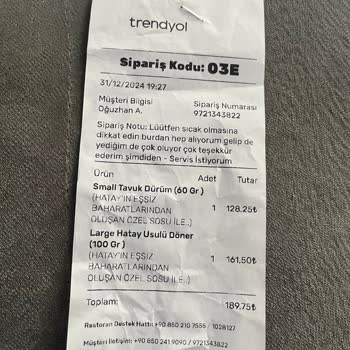 trendyol
Sipariş Kodu: 03E
31/12/2024 19:27
Müşteri Bilgisi Sipariş Numarası
Oğuzhan A. 9721343822
Sipariş Notu: Lüütfen sıcak olmasına
dikkat edin burdan hep alıyorum gelip de
yediğim de çok oluyor çok teşekkür
ederim şimdiden - Servis İstiyorum
Ürün Adet Tutar
Small Tavuk Dürüm (60 Gr )
(HATAY'IN EŞSİZ
BAHARATLARINDAN 1 128,25₺
OLUŞAN ÖZEL SOSU İLE..)
Large Hatay Usulü Döner
(100 Gr )
(HATAY'IN EŞSİZ 1 161,50₺
BAHARATLARINDAN
OLUŞAN ÖZEL SOSU İLE..)
Toplam: 189,75₺
Restoran Destek Hattı: +90 850 210 7555 / 1028127
Müşteri İletişim: +90 850 241 9090 / 9721343822